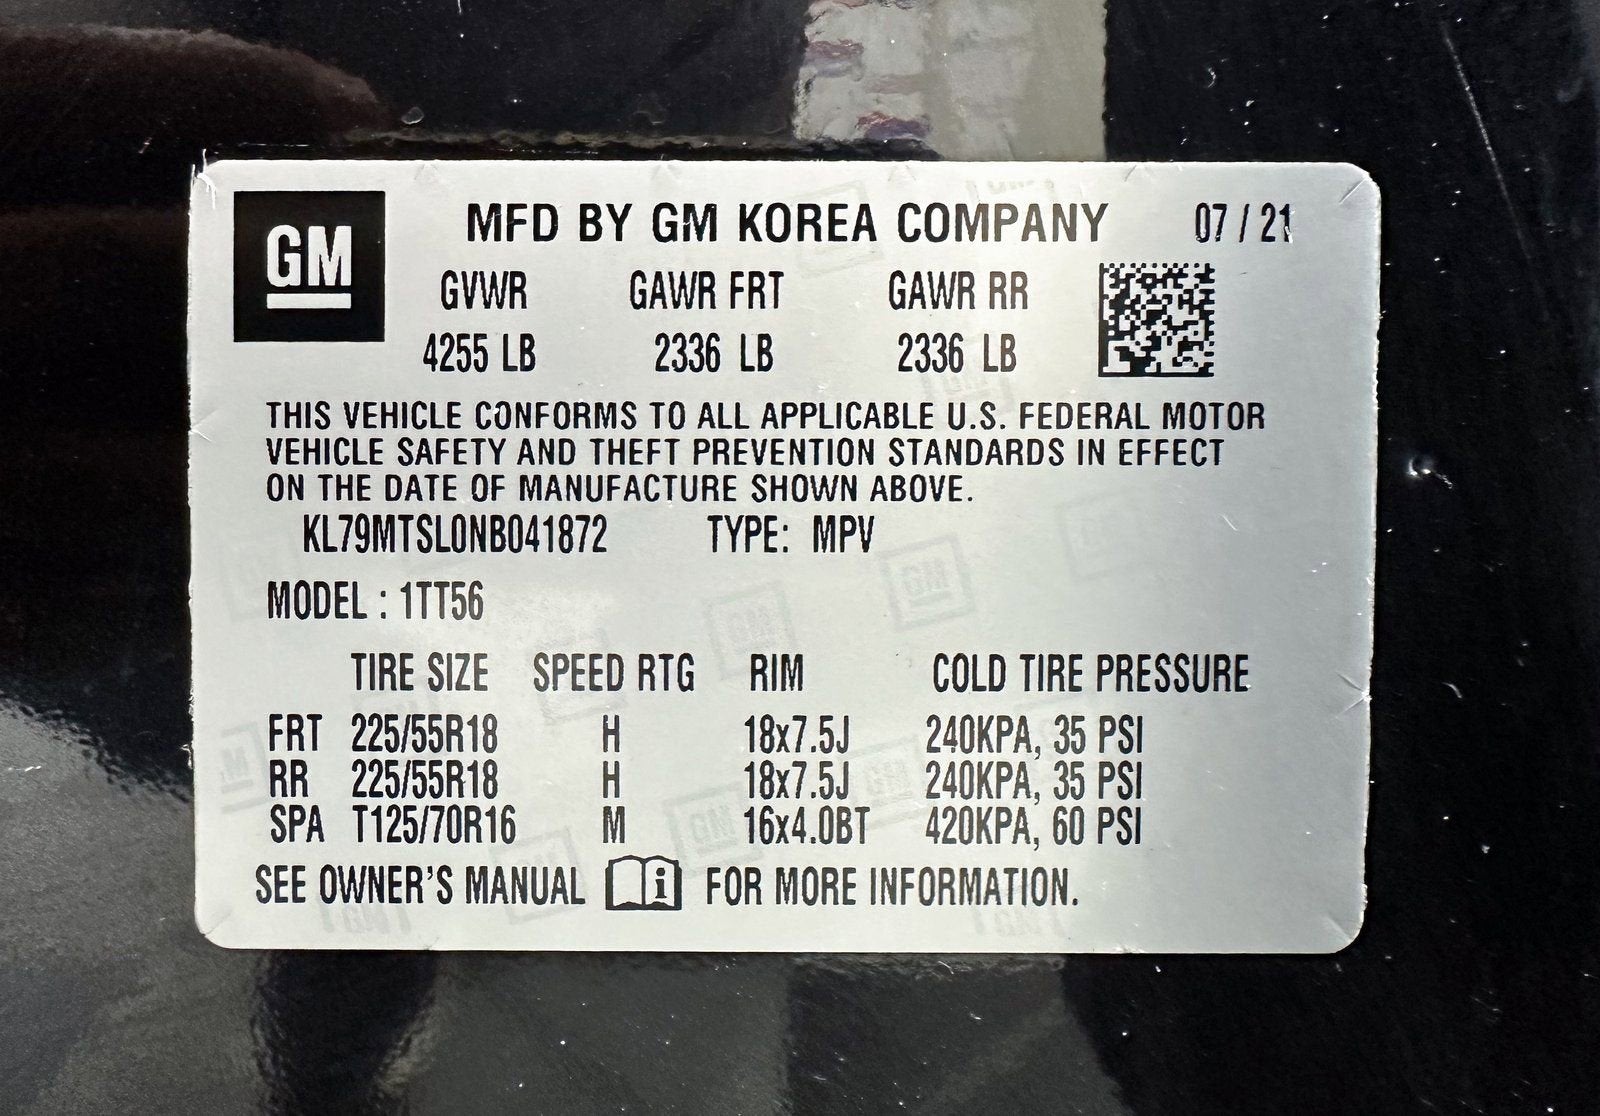 GM
MFD BY GM KOREA COMPANY 07 / 21
GVWR GAWR FRT GAWR RR
4255 LB 2336 LB 2336 LB
THIS VEHICLE CONFORMS TO ALL APPLICABLE U.S. FEDERAL MOTOR
VEHICLE SAFETY AND THEFT PREVENTION STANDARDS IN EFFECT
ON THE DATE OF MANUFACTURE SHOWN ABOVE.
KL79MTSL0NB041872 TYPE: MPV
MODEL : 1TT56
TIRE SIZE SPEED RTG RIM COLD TIRE PRESSURE
FRT 225/55R18 H 18x7.5J 240KPA, 35 PSI
RR 225/55R18 H 18x7.5J 240KPA, 35 PSI
SPA T125/70R16 M 16x4.0BT 420KPA, 60 PSI
SEE OWNER'S MANUAL i FOR MORE INFORMATION.